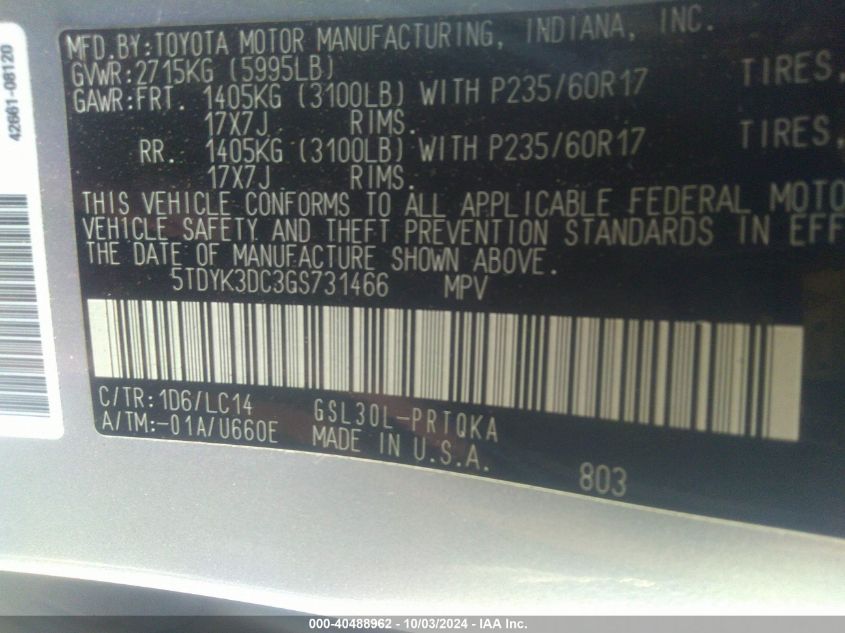 42661-08120
MFD.BY:TOYOTA MOTOR MANUFACTURING, INDIANA, INC.
GVWR:2715KG (5995LB)
GAWR:FRT. 1405KG (3100LB) WITH P235/60R17 TIRES,
17X7J RIMS.
RR. 1405KG (3100LB) WITH P235/60R17 TIRES,
17X7J RIMS.
THIS VEHICLE CONFORMS TO ALL APPLICABLE FEDERAL MOTO
VEHICLE SAFETY AND THEFT PREVENTION STANDARDS IN EFF
THE DATE OF MANUFACTURE SHOWN ABOVE.
5TDYK3DC3GS731466 MPV
C/TR:1D6/LC14 GSL30L-PRTQKA
A/TM:-01A/U660E MADE IN U.S.A.
803
000-40488962 - 10/03/2024 - IAA Inc.